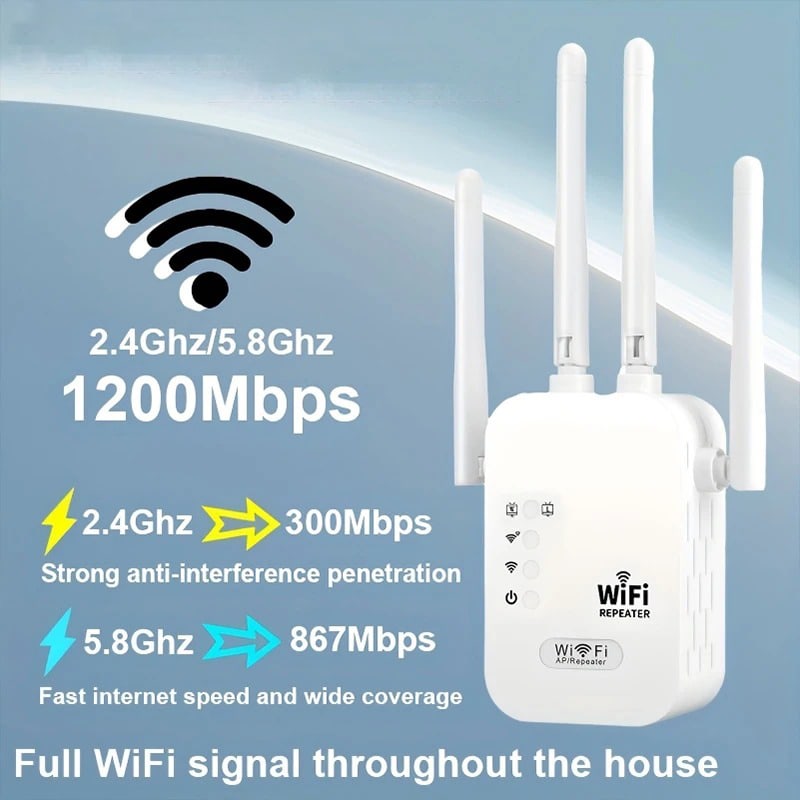 2.4Ghz/5.8Ghz
1200Mbps
2.4Ghz 300Mbps
Strong anti-interference penetration
5.8Ghz 867Mbps
Fast internet speed and wide coverage
WiFi
REPEATER
WiFi
AP/Repeater
Full WiFi signal throughout the house